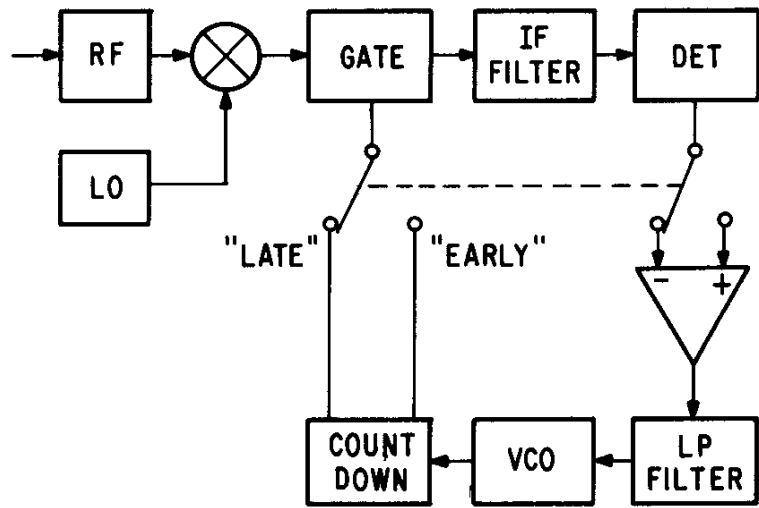 RF
GATE
IF
FILTER
DET
LO
"LATE"
"EARLY"
- +
COUNT
DOWN
VCO
LP
FILTER